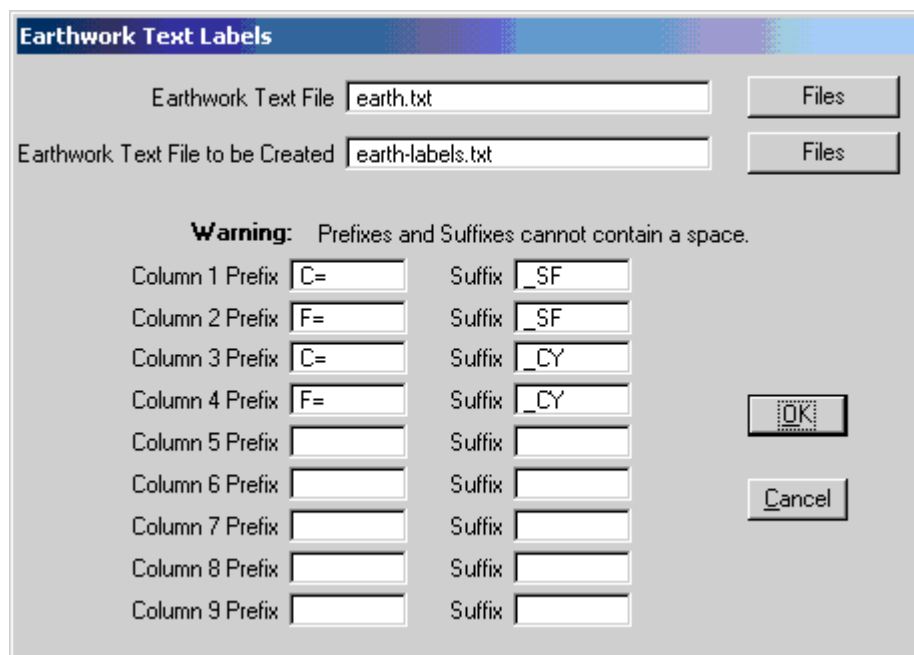 Earthwork Text Labels
Earthwork Text File earth.txt Files
Earthwork Text File to be Created earth-labels.txt Files
Warning: Prefixes and Suffixes cannot contain a space.
Column 1 Prefix C= Suffix _SF
Column 2 Prefix F= Suffix _SF
Column 3 Prefix C= Suffix _CY
Column 4 Prefix F= Suffix _CY
OK
Column 5 Prefix Suffix
Column 6 Prefix Suffix
Cancel
Column 7 Prefix Suffix
Column 8 Prefix Suffix
Column 9 Prefix Suffix